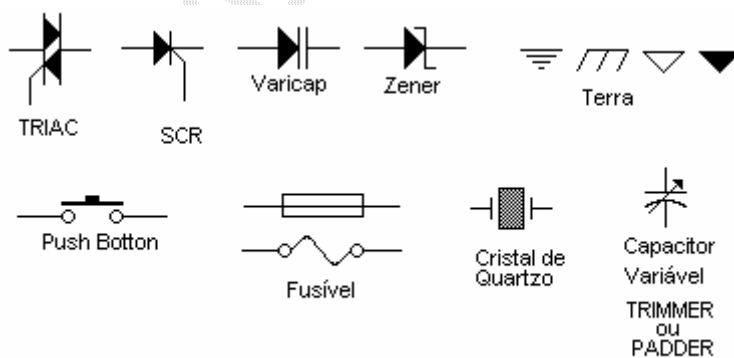 TRIAC
SCR
Varicap
Zener
Terra
Push Botton
Fusível
Cristal de
Quartzo
Capacitor
Variável
TRIMMER
ou
PADDER